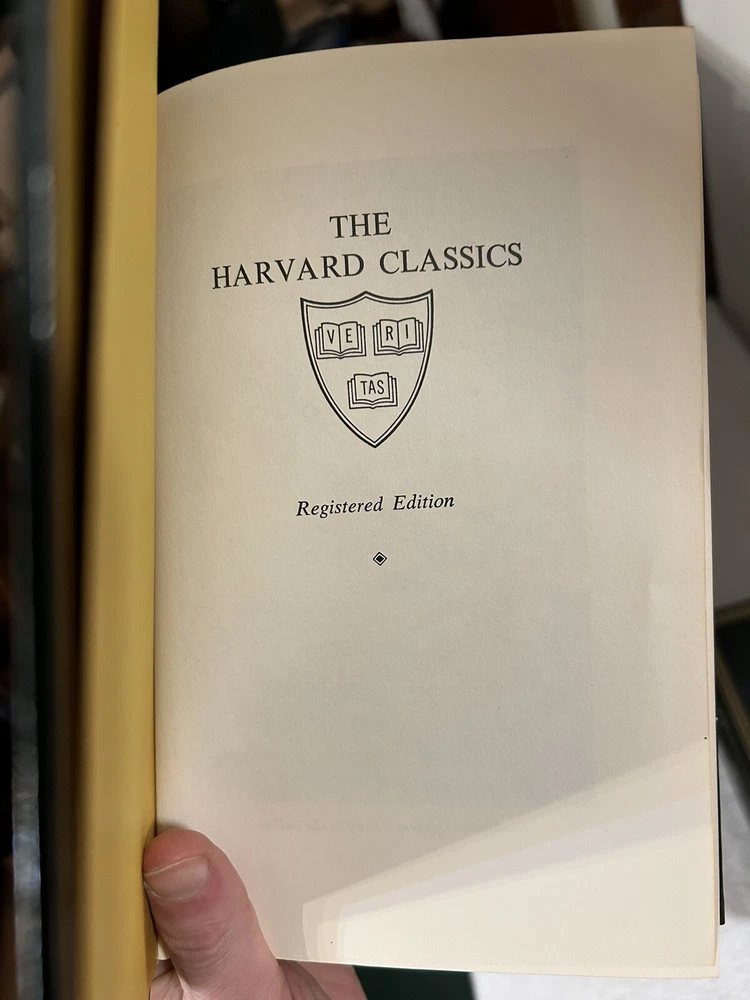 THE
HARVARD CLASSICS
VE RI
TAS
Registered Edition